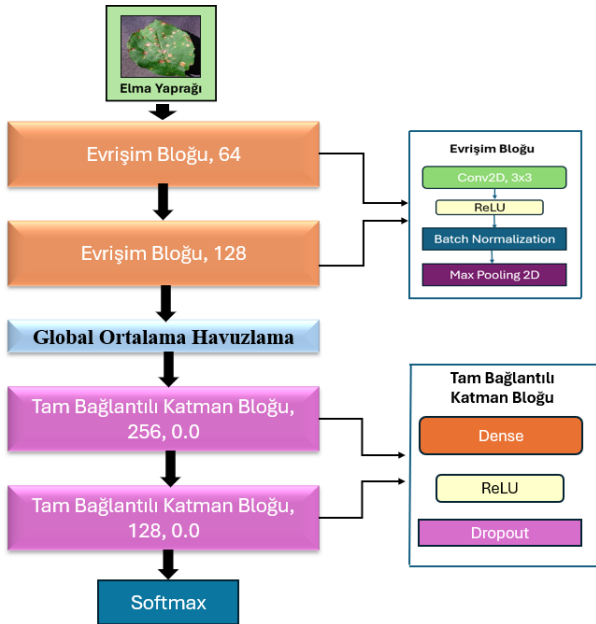 Elma Yaprağı
Evrişim Bloğu, 64
Evrişim Bloğu, 128
Global Ortalama Havuzlama
Tam Bağlantılı Katman Bloğu,
256, 0.0
Tam Bağlantılı Katman Bloğu,
128, 0.0
Softmax
Evrişim Bloğu
Conv2D, 3x3
ReLU
Batch Normalization
Max Pooling 2D
Tam Bağlantılı
Katman Bloğu
Dense
ReLU
Dropout